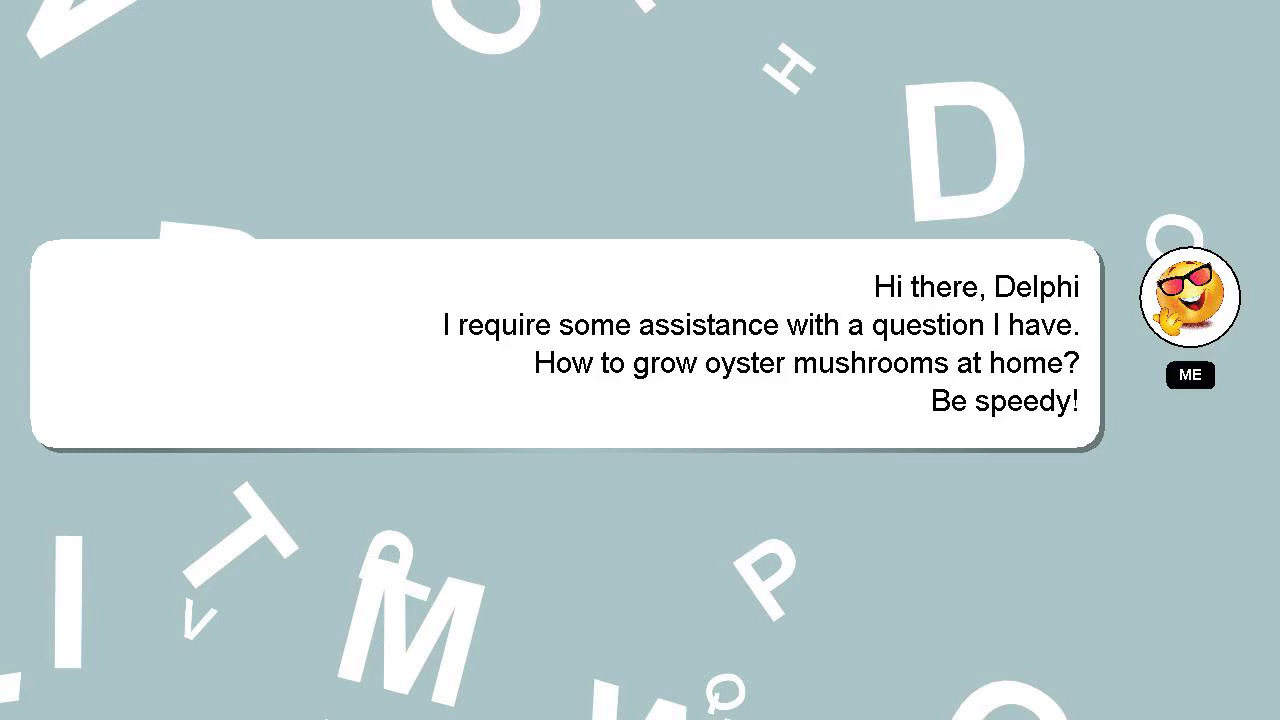 Hi there, Delphi
I require some assistance with a question I have.
How to grow oyster mushrooms at home?
Be speedy!
ME